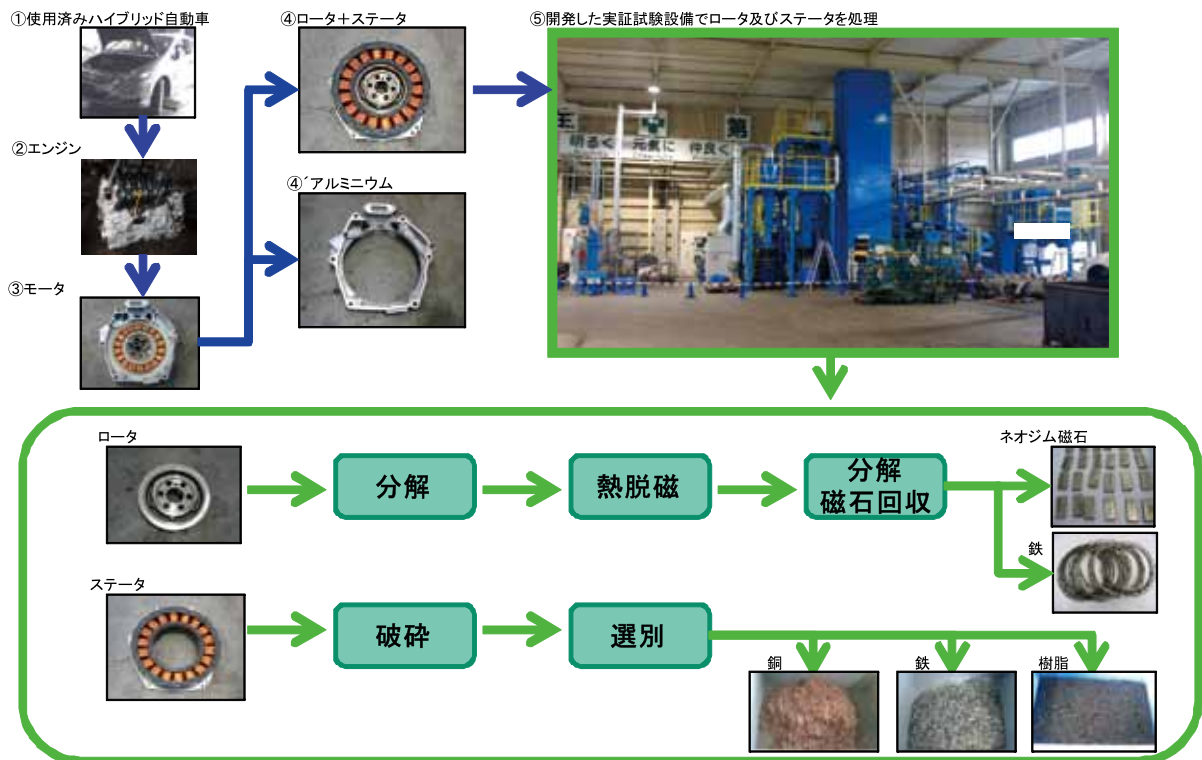 ①使用済みハイブリッド自動車
④ロータ+ステータ
⑤開発した実証試験設備でロータ及びステータを処理
②エンジン
④´アルミニウム
③モータ
第
明るく 元気に 仲良く
ロータ
分解
熱脱磁
分解
磁石回収
ネオジム磁石
鉄
ステータ
破砕
選別
銅
鉄
樹脂